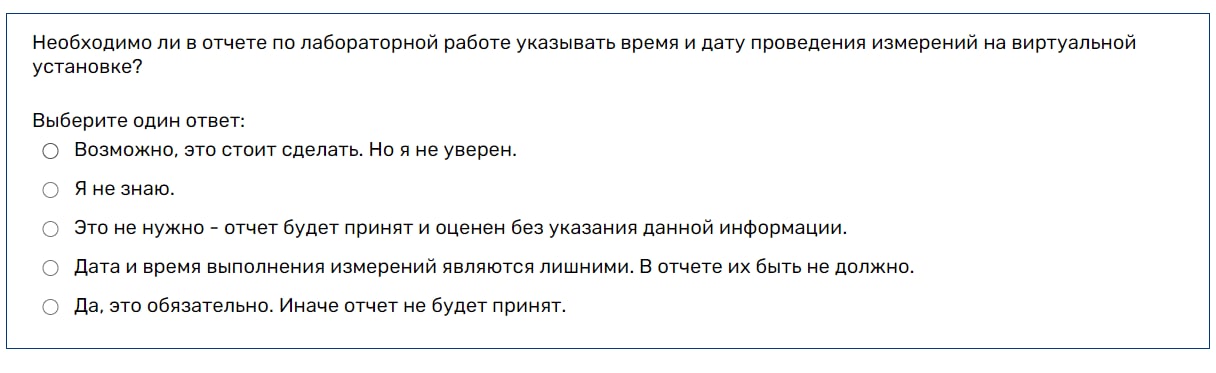 Необходимо ли в отчете по лабораторной работе указывать время и дату проведения измерений на виртуальной
установке?
Выберите один ответ:
Возможно, это стоит сделать. Но я не уверен.
Я не знаю.
Это не нужно - отчет будет принят и оценен без указания данной информации.
Дата и время выполнения измерений являются лишними. В отчете их быть не должно.
Да, это обязательно. Иначе отчет не будет принят.